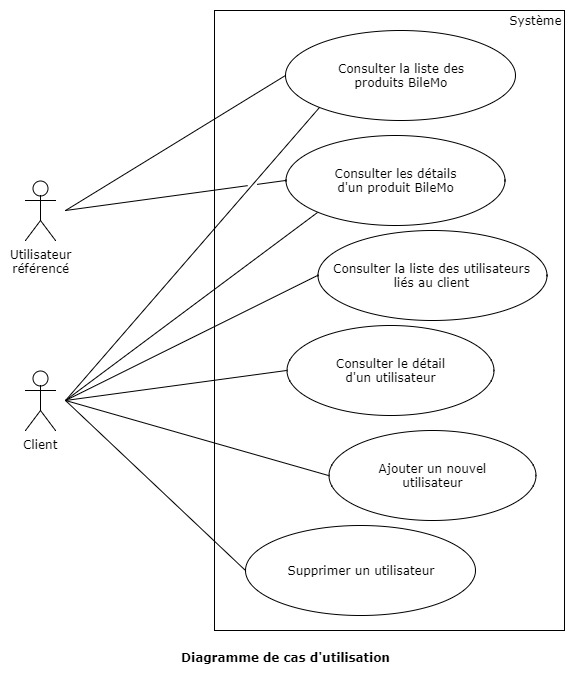 Système
Consulter la liste des
produits BileMo
Consulter les détails
d'un produit BileMo
Utilisateur
référencé
Consulter la liste des utilisateurs
liés au client
Consulter le détail
d'un utilisateur
Client
Ajouter un nouvel
utilisateur
Supprimer un utilisateur
Diagramme de cas d'utilisation